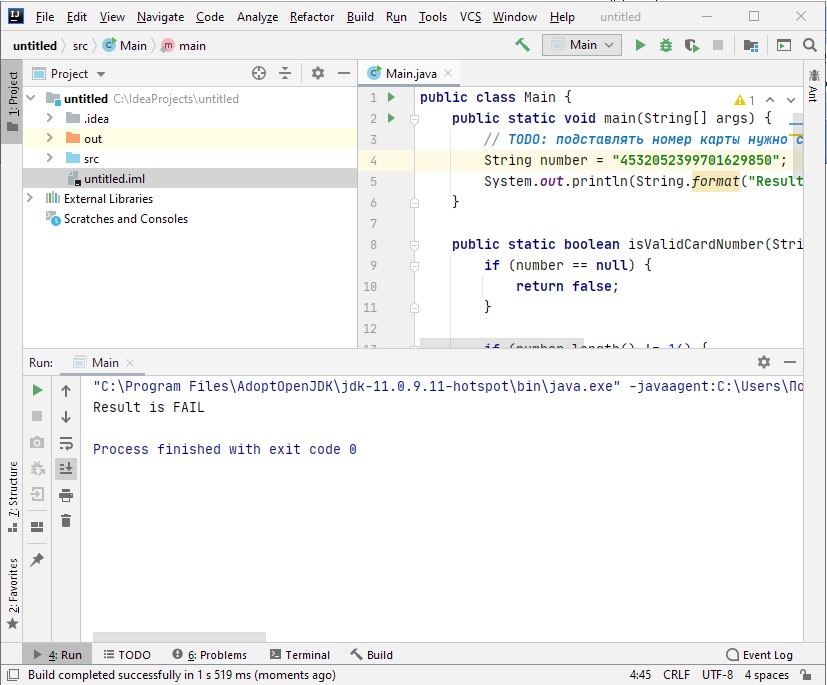 File Edit View Navigate Code Analyze Refactor Build Run Tools VCS Window Help untitled
untitled src Main main Main
1: Project
Project
untitled C:\IdeaProjects\untitled
.idea
out
src
untitled.iml
External Libraries
Scratches and Consoles
Main.java
1
1 public class Main {
2 public static void main(String[] args) {
3 // TODO: подставлять номер карты нужно с
4 String number = "4532052399701629850";
5 System.out.println(String.format("Result
6 }
7
8 public static boolean isValidCardNumber(Stri
9 if (number == null) {
10 return false;
11 }
12
Ant
Run: Main
"C:\Program Files\AdoptOpenJDK\jdk-11.0.9.11-hotspot\bin\java.exe" -javaagent:C:\Users\По
Result is FAIL
Process finished with exit code 0
7: Structure
2: Favorites
4: Run TODO 6: Problems Terminal Build Event Log
Build completed successfully in 1 s 519 ms (moments ago) 4:45 CRLF UTF-8 4 spaces